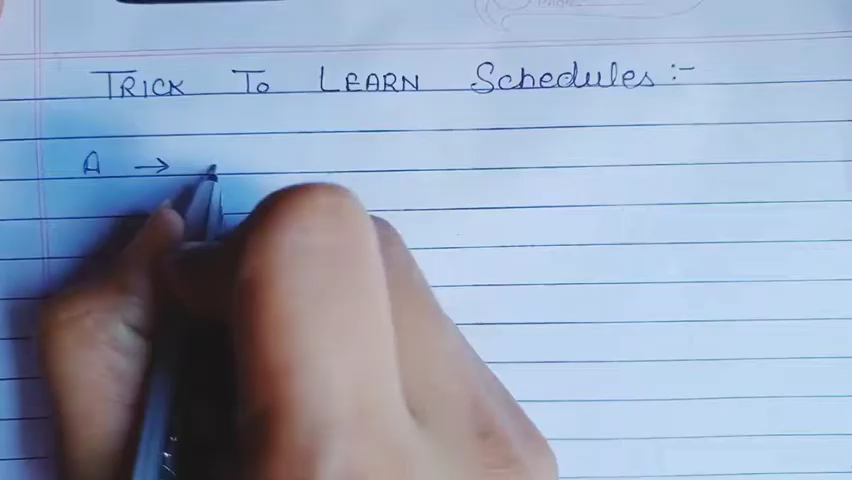 TRICK TO LEARN Schedules :-
A →